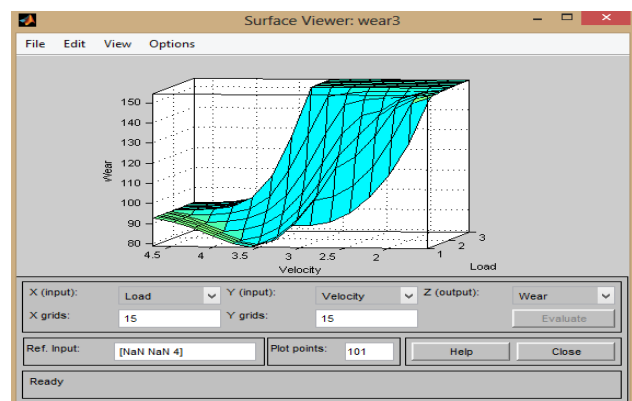 Surface Viewer: wear3
File Edit View Options
150
140
130
120
110
100
90
80
Wear
4.5 4 3.5 3 2.5 2
Velocity
1 2 3
Load
X (input): Load Y (input): Velocity Z (output): Wear
X grids: 15 Y grids: 15 Evaluate
Ref. Input: [NaN NaN 4] Plot points: 101 Help Close
Ready